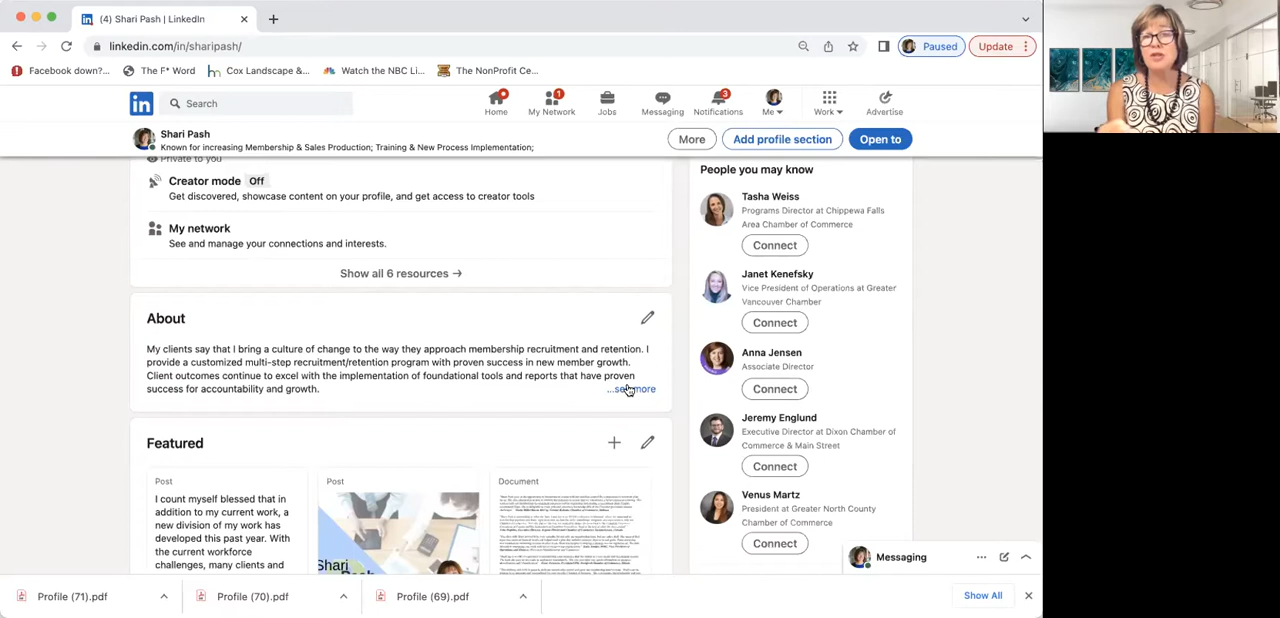 (4) Shari Pash | LinkedIn
linkedin.com/in/sharipash/
Paused
Update
Facebook down?...
The F* Word
Cox Landscape &...
Watch the NBC Li...
The NonProfit Ce...
in
Search
Home
1
My Network
Jobs
Messaging
3
Notifications
Me
Work
Advertise
Shari Pash
Known for increasing Membership & Sales Production; Training & New Process Implementation;
More
Add profile section
Open to
Private to you
Creator mode Off
Get discovered, showcase content on your profile, and get access to creator tools
My network
See and manage your connections and interests.
Show all 6 resources →
About
My clients say that I bring a culture of change to the way they approach membership recruitment and retention. I
provide a customized multi-step recruitment/retention program with proven success in new member growth.
Client outcomes continue to excel with the implementation of foundational tools and reports that have proven
success for accountability and growth.
...see more
Featured
Post
I count myself blessed that in
addition to my current work, a
new division of my work has
developed this past year. With
the current workforce
challenges, many clients are
Post
Shari
Document
People you may know
Tasha Weiss
Programs Director at Chippewa Falls
Area Chamber of Commerce
Connect
Janet Kenefsky
Vice President of Operations at Greater
Vancouver Chamber
Connect
Anna Jensen
Associate Director
Connect
Jeremy Englund
Executive Director at Dixon Chamber of
Commerce & Main Street
Connect
Venus Martz
President at Greater North County
Chamber of Commerce
Connect
Messaging
Profile (71).pdf
Profile (70).pdf
Profile (69).pdf
Show All